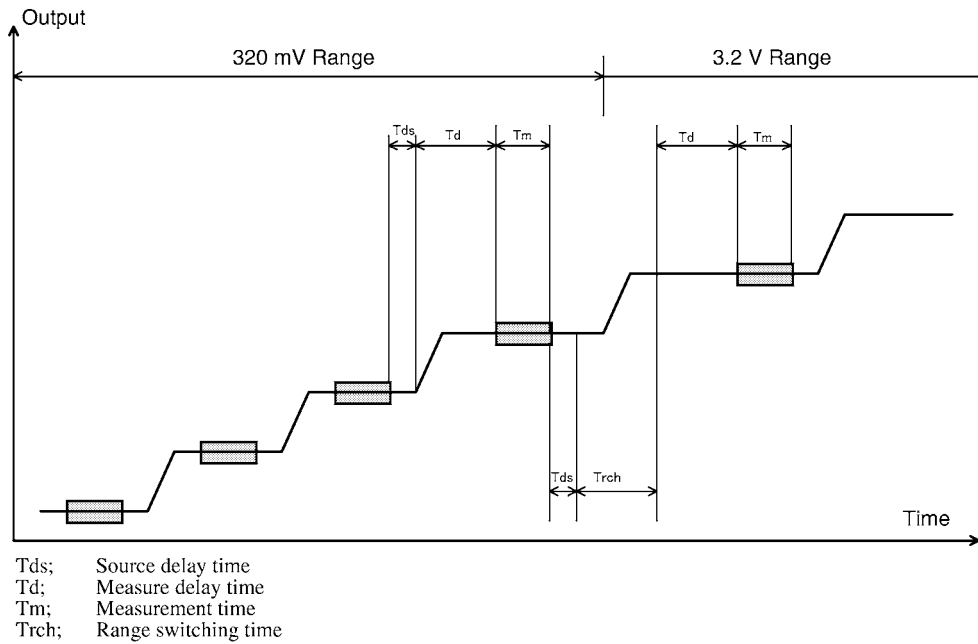 Output
320 mV Range
3.2 V Range
Tds
Td
Tm
Td
Tm
Tds
Trch
Time
Tds; Source delay time
Td; Measure delay time
Tm; Measurement time
Trch; Range switching time